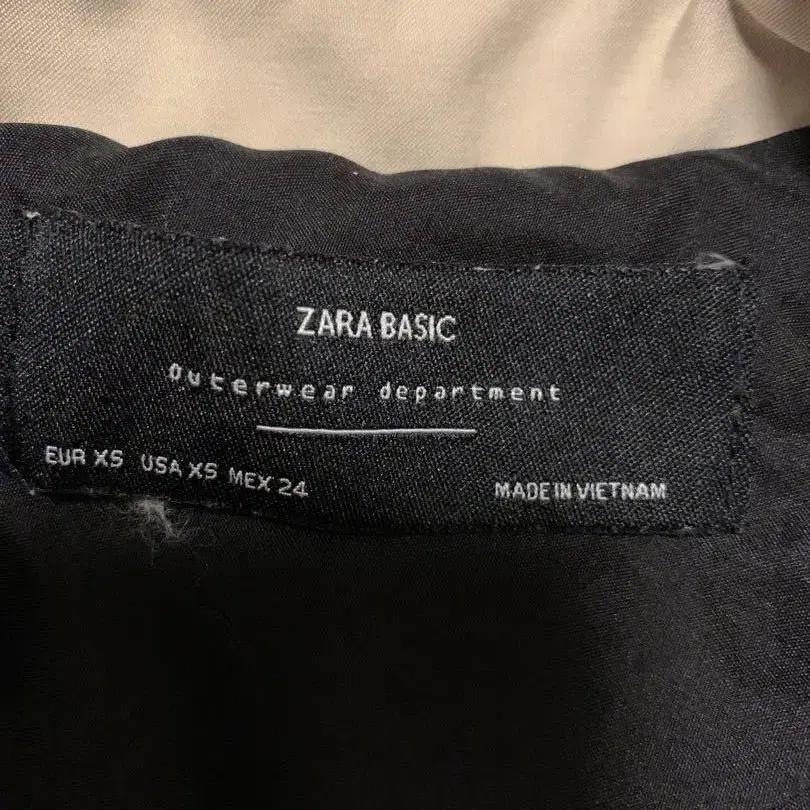 ZARA BASIC
outerwear department
EUR XS USA XS MEX 24
MADE IN VIETNAM